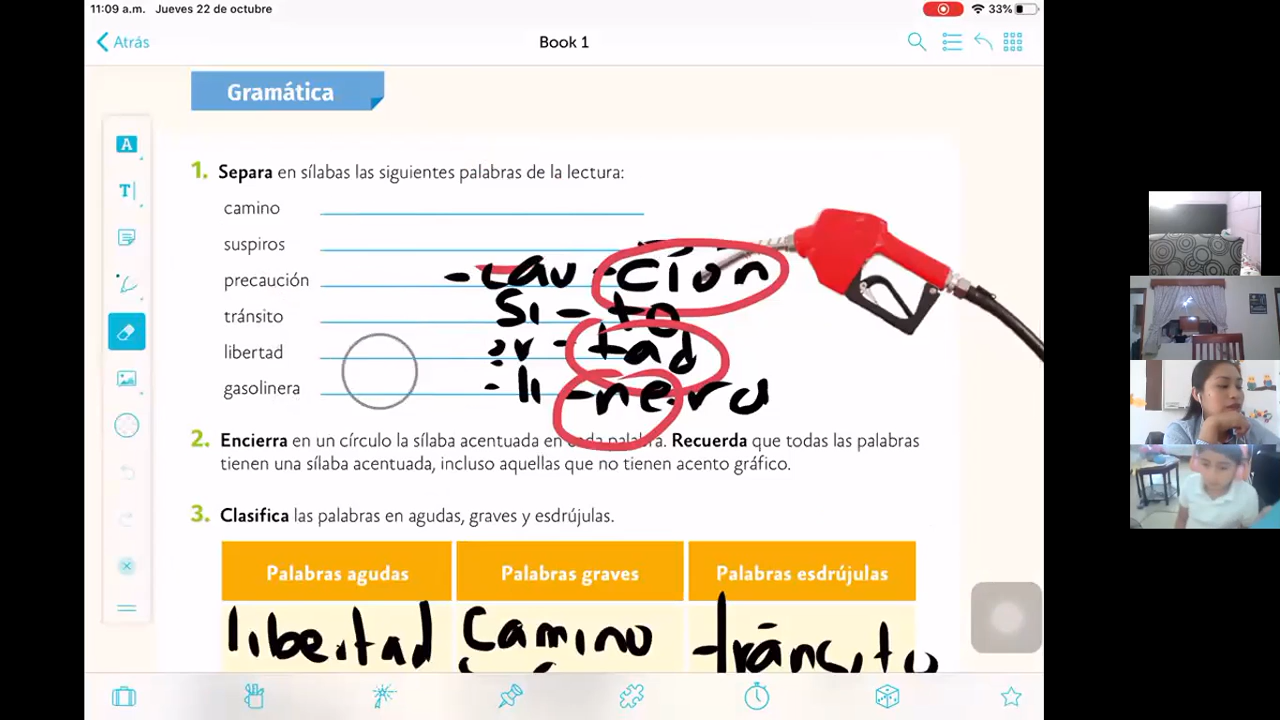 11:09 a.m. Jueves 22 de octubre
33%
Atrás
Book 1
Gramática
1. Separa en sílabas las siguientes palabras de la lectura:
camino
suspiros
precaución - cau - ción
tránsito si - to
libertad - tad
gasolinera - li - nera
2. Encierra en un círculo la sílaba acentuada en cada palabra. Recuerda que todas las palabras
tienen una sílaba acentuada, incluso aquellas que no tienen acento gráfico.
3. Clasifica las palabras en agudas, graves y esdrújulas.
Palabras agudas Palabras graves Palabras esdrújulas
libertad camino tránsito